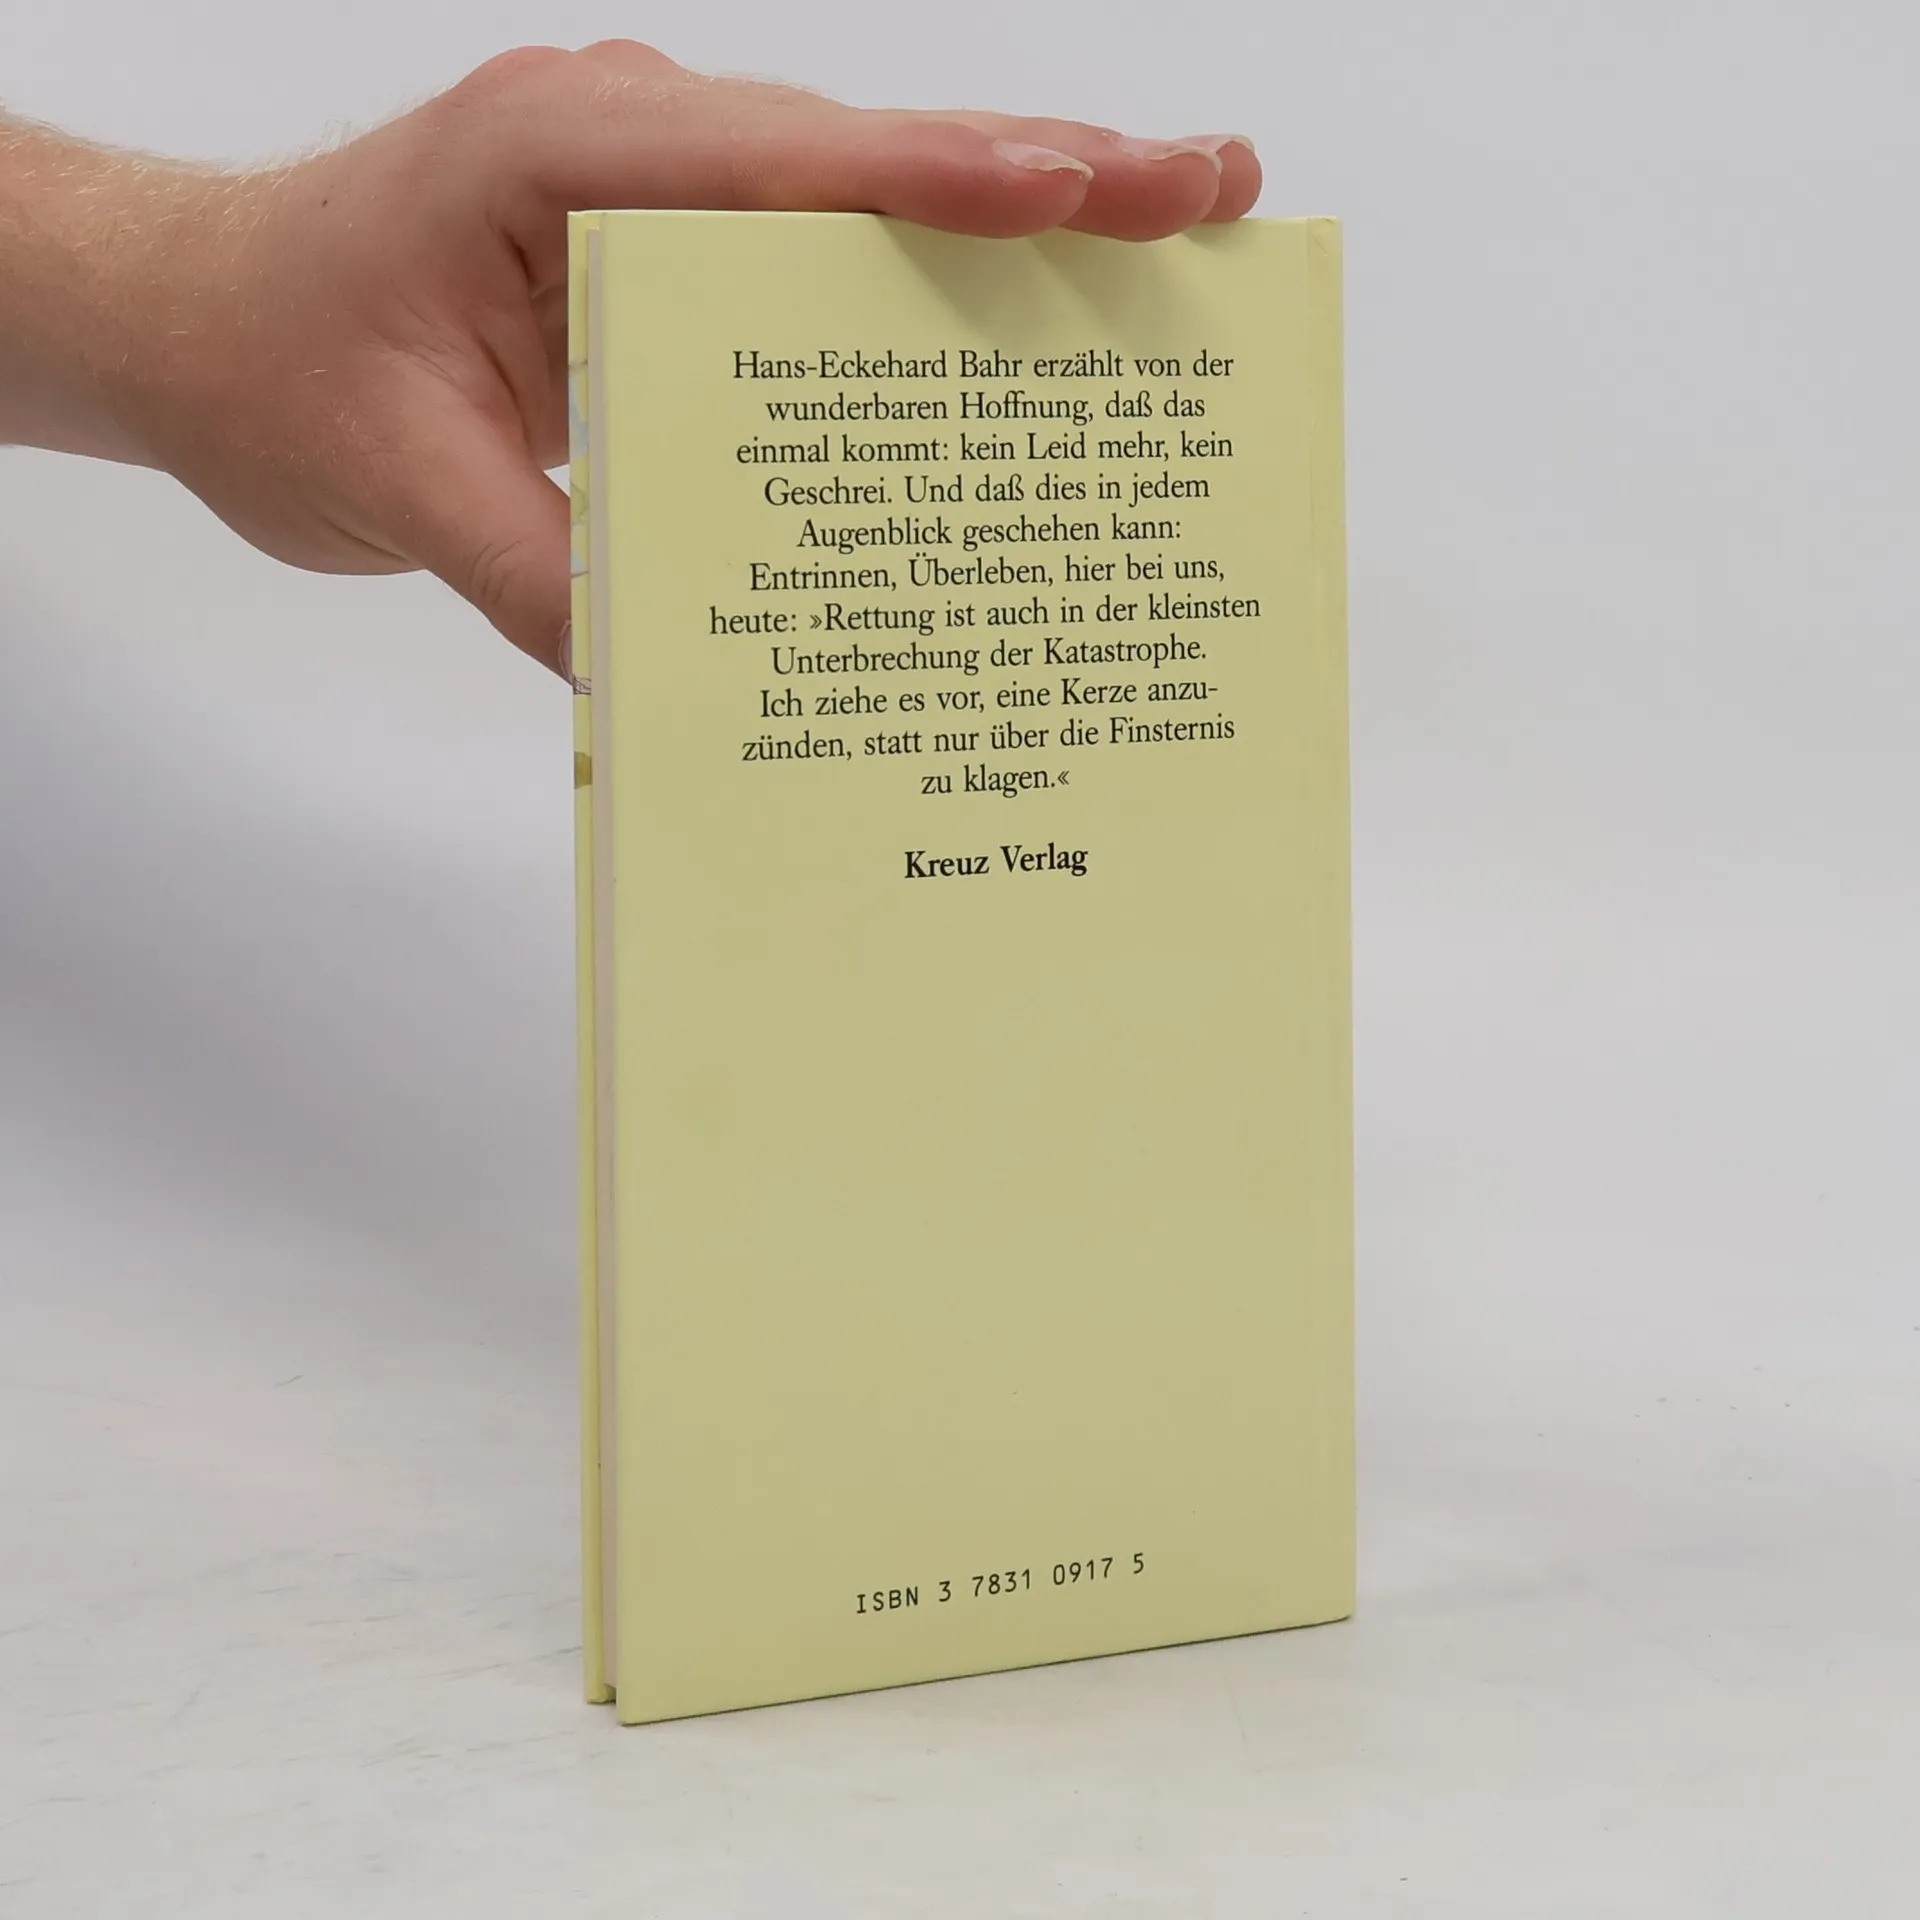 Hans-Eckehard Bahr erzählt von der
wunderbaren Hoffnung, daß das
einmal kommt: kein Leid mehr, kein
Geschrei. Und daß dies in jedem
Augenblick geschehen kann:
Entrinnen, Überleben, hier bei uns,
heute: »Rettung ist auch in der kleinsten
Unterbrechung der Katastrophe.
Ich ziehe es vor, eine Kerze anzu-
zünden, statt nur über die Finsternis
zu klagen.«
Kreuz Verlag
ISBN 3 7831 0917 5